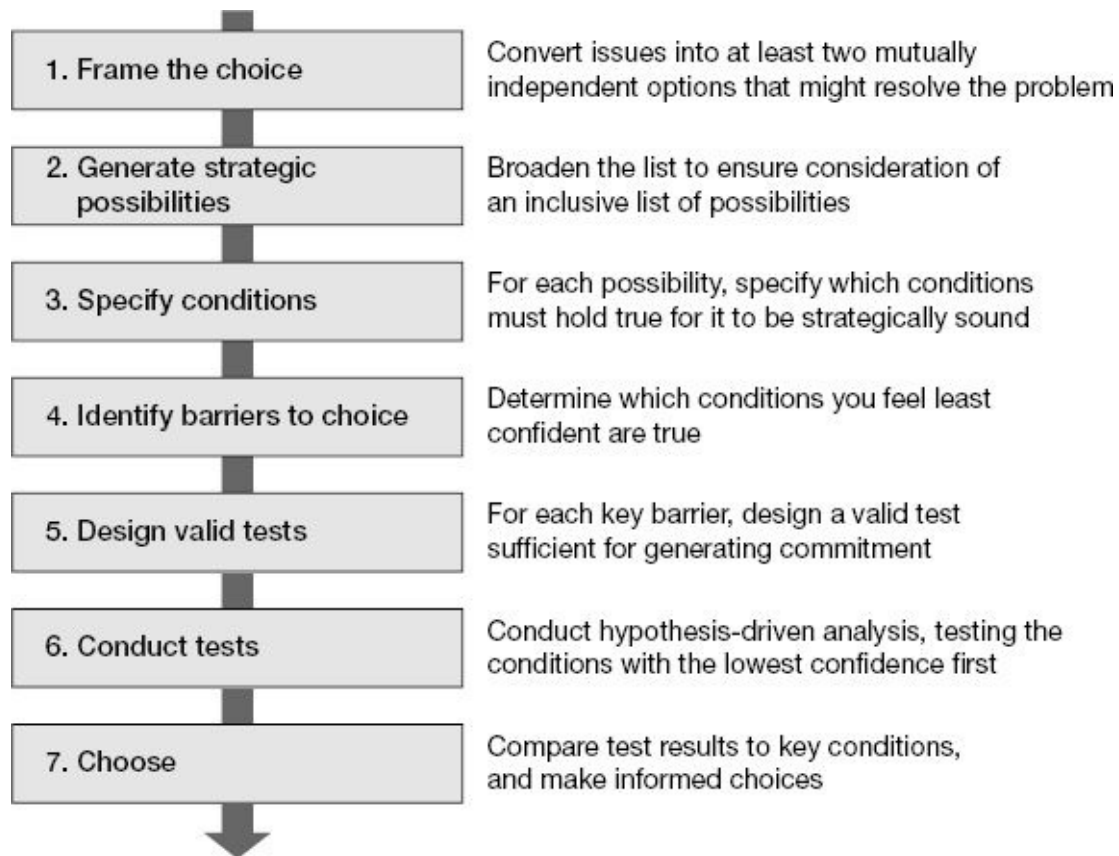 1. Frame the choice
Convert issues into at least two mutually
independent options that might resolve the problem
2. Generate strategic
possibilities
Broaden the list to ensure consideration of
an inclusive list of possibilities
3. Specify conditions
For each possibility, specify which conditions
must hold true for it to be strategically sound
4. Identify barriers to choice
Determine which conditions you feel least
confident are true
5. Design valid tests
For each key barrier, design a valid test
sufficient for generating commitment
6. Conduct tests
Conduct hypothesis-driven analysis, testing the
conditions with the lowest confidence first
7. Choose
Compare test results to key conditions,
and make informed choices